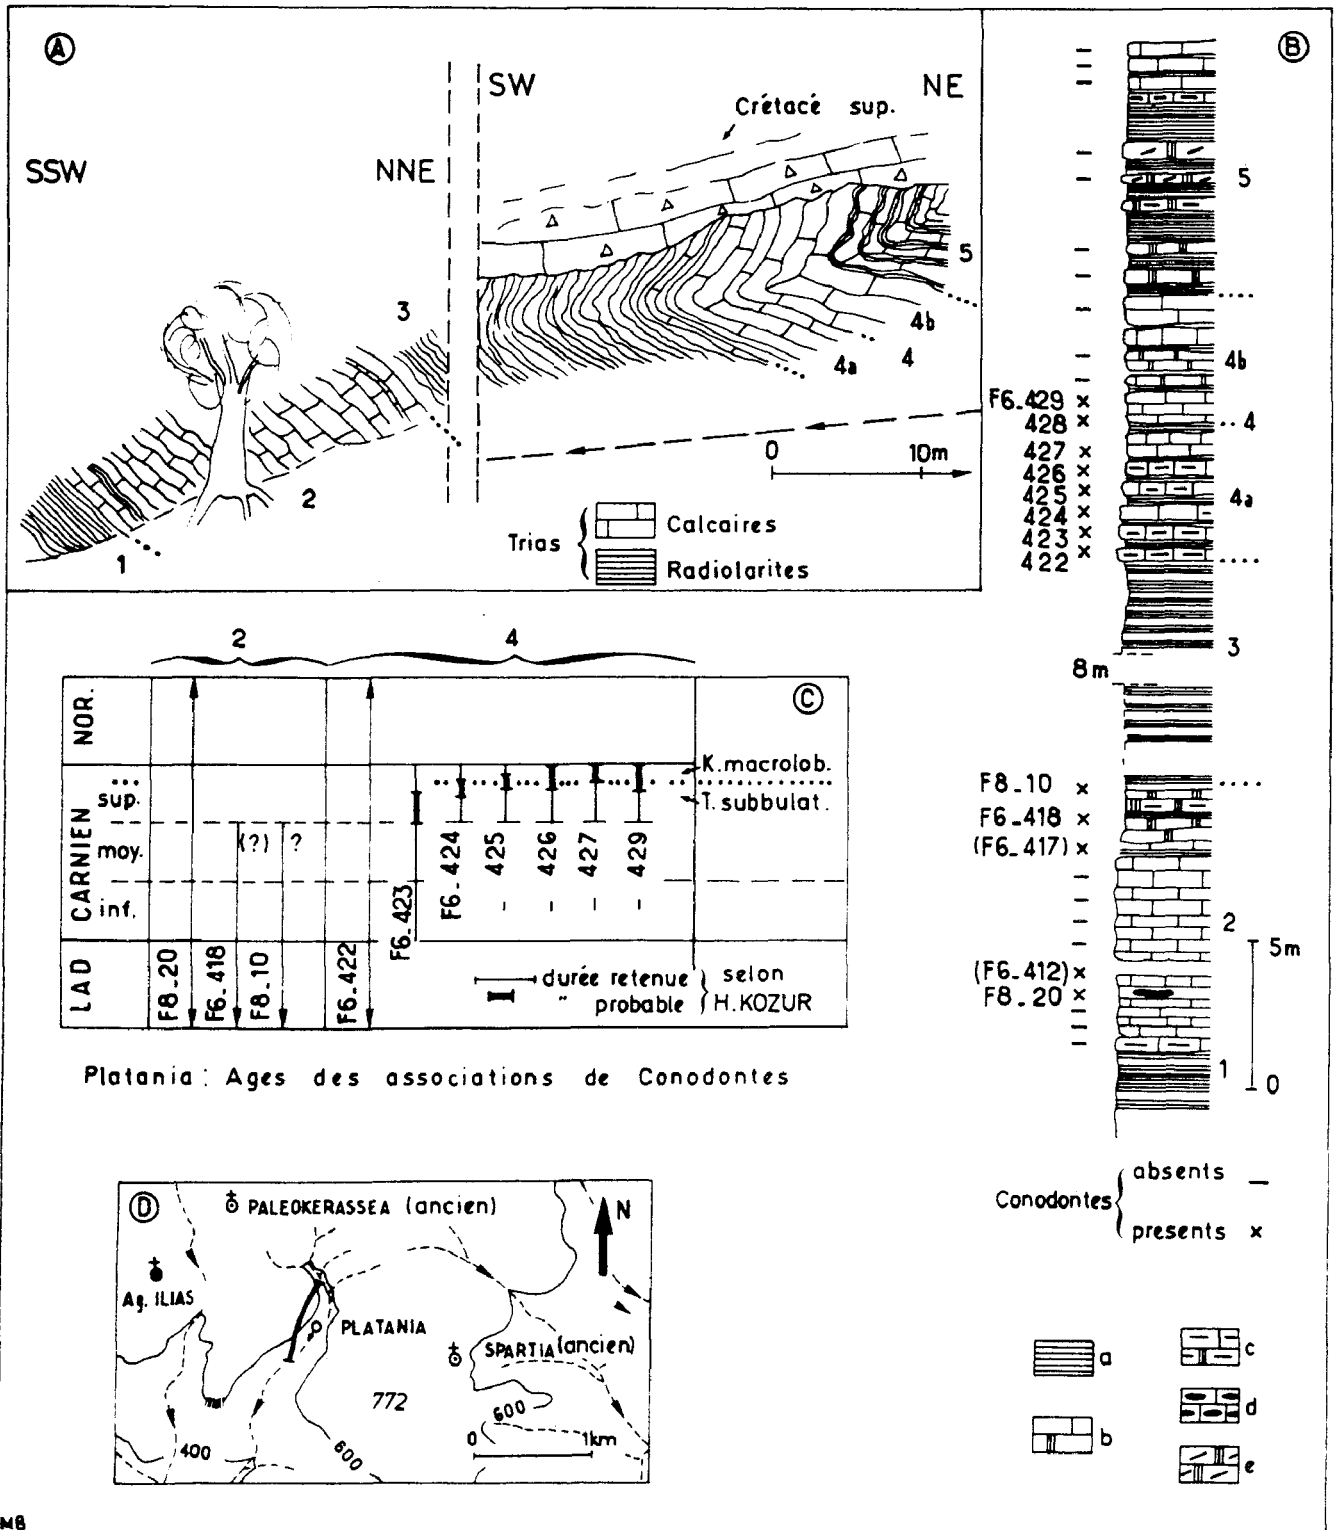 A
SSW
NNE
SW
NE
Crétacé sup.
3
5
4b
4
4a
2
1
0 10m
Trias
Calcaires
Radiolarites
B
5
4b
F6_429
428
4
427
426
425
4a
424
423
422
3
8m
F8_10
F6_418
(F6_417)
2
5m
(F6_412)
F8_20
1
0
Conodontes
absents _
presents x
a
b
c
d
e
2
4
C
NOR.
CARNIEN
LAD
...
sup.
moy.
inf.
K.macrolob.
T.subbulat.
(?) ?
F8_20
F6_418
F8_10
F6_422
F6_423
F6_424
425
426
427
429
durée retenue
" probable
selon
H.KOZUR
Platania : Ages des associations de Conodontes
D
PALEOKERASSEA (ancien)
N
Ag. ILIAS
PLATANIA
SPARTIA (ancien)
772
600
400
600
0 1km
MB